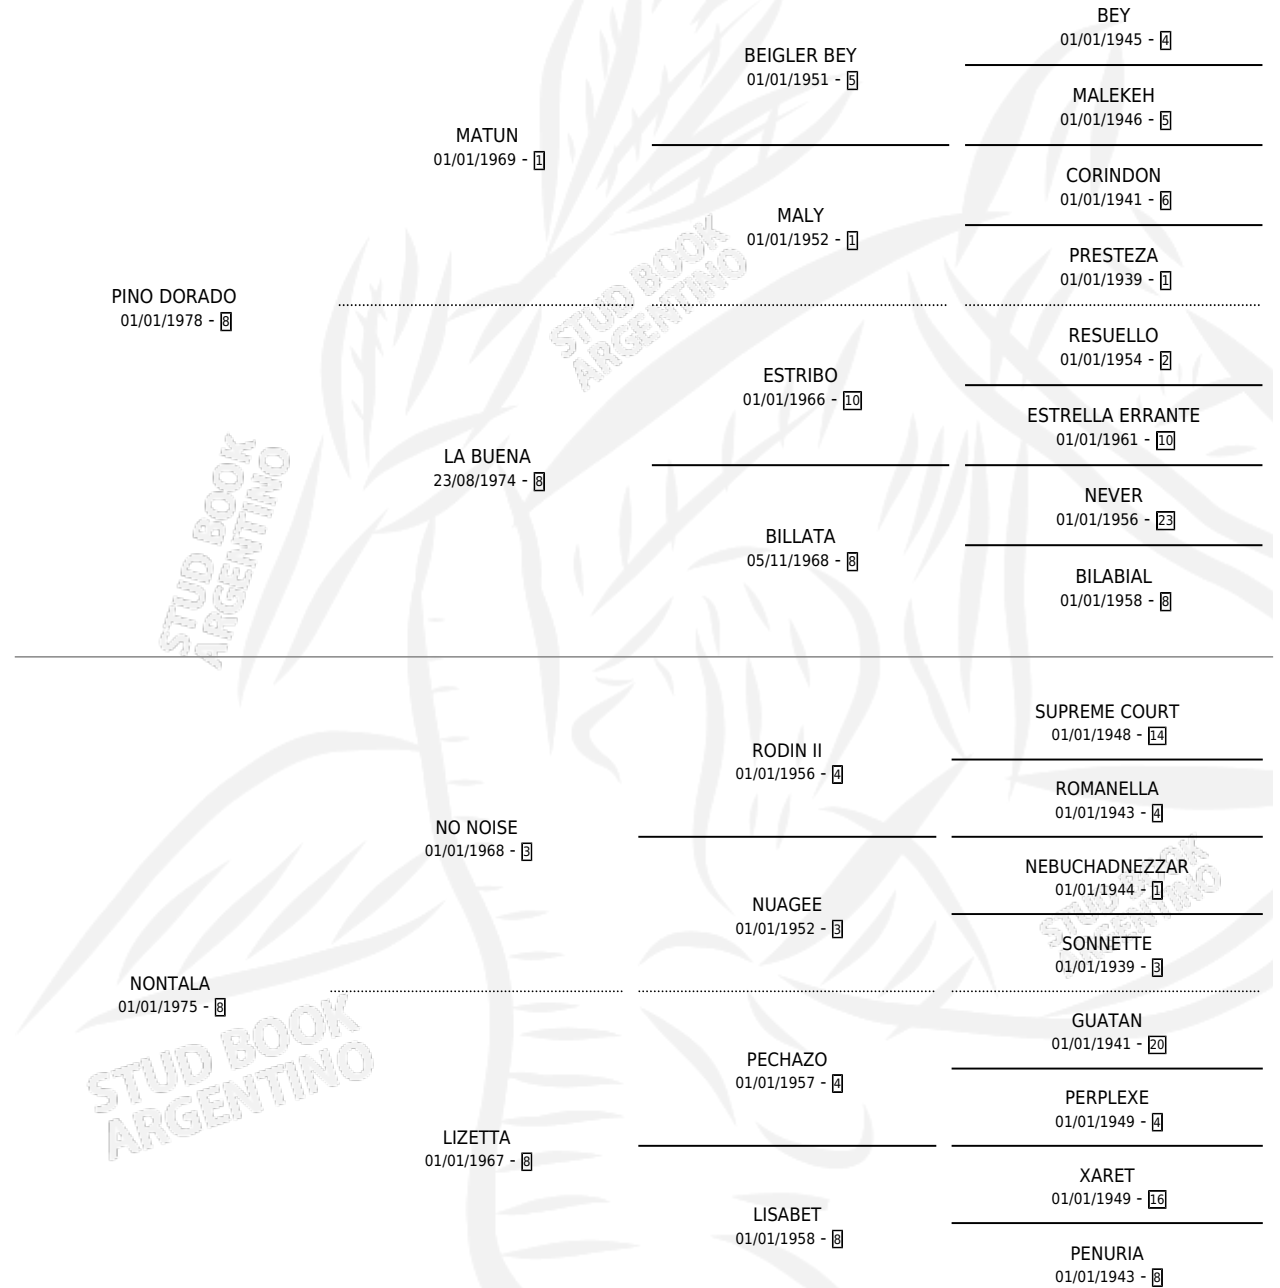 BEY
01/01/1945 - 4
BEIGLER BEY
01/01/1951 - 5
MALEKEH
01/01/1946 - 5
MATUN
01/01/1969 - 1
CORINDON
01/01/1941 - 6
MALY
01/01/1952 - 1
PRESTEZA
01/01/1939 - 1
PINO DORADO
01/01/1978 - 8
RESUELLO
01/01/1954 - 2
ESTRIBO
01/01/1966 - 10
ESTRELLA ERRANTE
01/01/1961 - 10
LA BUENA
23/08/1974 - 8
NEVER
01/01/1956 - 23
BILLATA
05/11/1968 - 8
BILABIAL
01/01/1958 - 8
SUPREME COURT
01/01/1948 - 14
RODIN II
01/01/1956 - 4
ROMANELLA
01/01/1943 - 4
NO NOISE
01/01/1968 - 3
NEBUCHADNEZZAR
01/01/1944 - 1
NUAGEE
01/01/1952 - 3
SONNETTE
01/01/1939 - 3
NONTALA
01/01/1975 - 8
GUATAN
01/01/1941 - 20
PECHAZO
01/01/1957 - 4
PERPLEXE
01/01/1949 - 4
LIZETTA
01/01/1967 - 8
XARET
01/01/1949 - 16
LISABET
01/01/1958 - 8
PENURIA
01/01/1943 - 8
STUD BOOK
ARGENTINO
STUD BOOK
ARGENTINO
STUD BOOK
ARGENTINO
STUD BOOK
ARGENTINO